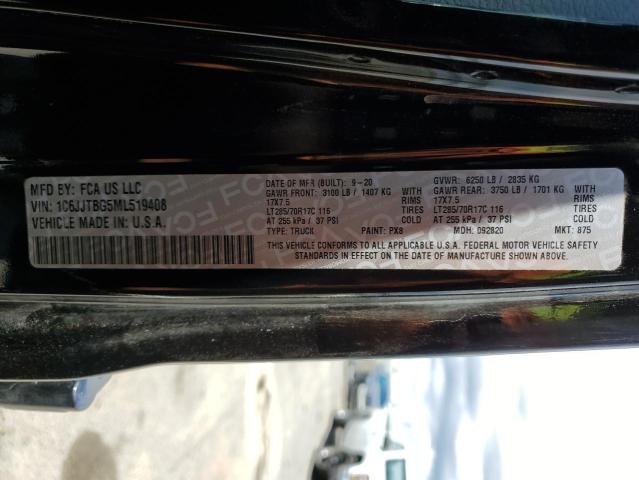 MFD BY: FCA US LLC
VIN: 1C6JJTBG5ML519408
VEHICLE MADE IN U.S.A.
DATE OF MFR (BUILT): 9-20 GVWR: 6250 LB / 2835 KG
GAWR FRONT: 3100 LB / 1407 KG GAWR REAR: 3750 LB / 1701 KG
17X7.5 RIMS 17X7.5 RIMS
LT285/70R17C 116 TIRES LT285/70R17C 116 TIRES
AT 255 kPa / 37 PSI COLD AT 255 kPa / 37 PSI COLD
TYPE: TRUCK PAINT: PX8 MDH: 092820 MKT: 875
THIS VEHICLE CONFORMS TO ALL APPLICABLE U.S.A. FEDERAL MOTOR VEHICLE SAFETY
STANDARDS IN EFFECT ON THE DATE OF MANUFACTURE SHOWN ABOVE